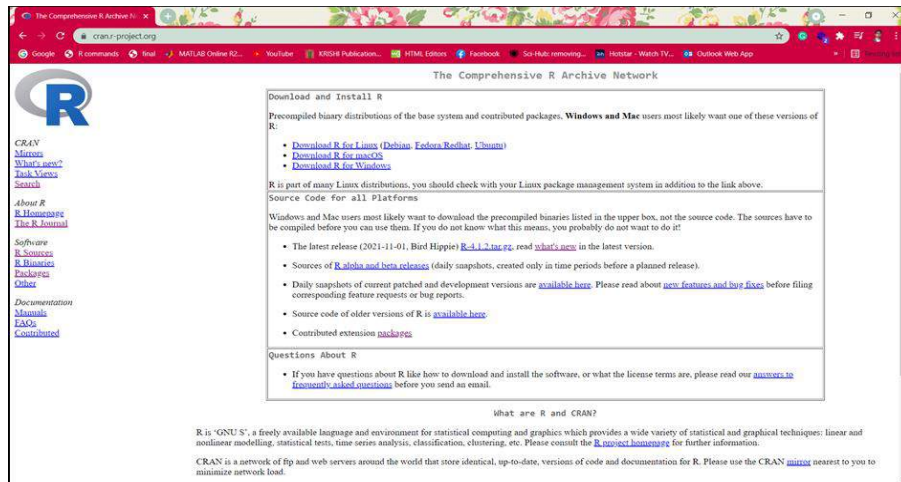 The Comprehensive R Archive Ne
cran.r-project.org
Google R commands final MATLAB Online R2... YouTube KRISHI Publication... HTML Editors Facebook Sci-Hub: removing... Hotstar - Watch TV... Outlook Web App
The Comprehensive R Archive Network
R
CRAN
Mirrors
What's new?
Task Views
Search
About R
R Homepage
The R Journal
Software
R Sources
R Binaries
Packages
Other
Documentation
Manuals
FAQs
Contributed
Download and Install R
Precompiled binary distributions of the base system and contributed packages, Windows and Mac users most likely want one of these versions of
R:
• Download R for Linux (Debian, Fedora/Redhat, Ubuntu)
• Download R for macOS
• Download R for Windows
R is part of many Linux distributions, you should check with your Linux package management system in addition to the link above.
Source Code for all Platforms
Windows and Mac users most likely want to download the precompiled binaries listed in the upper box, not the source code. The sources have to
be compiled before you can use them. If you do not know what this means, you probably do not want to do it!
• The latest release (2021-11-01, Bird Hippie) R-4.1.2.tar.gz, read what's new in the latest version.
• Sources of R alpha and beta releases (daily snapshots, created only in time periods before a planned release).
• Daily snapshots of current patched and development versions are available here. Please read about new features and bug fixes before filing
corresponding feature requests or bug reports.
• Source code of older versions of R is available here.
• Contributed extension packages
Questions About R
• If you have questions about R like how to download and install the software, or what the license terms are, please read our answers to
frequently asked questions before you send an email.
What are R and CRAN?
R is 'GNU S', a freely available language and environment for statistical computing and graphics which provides a wide variety of statistical and graphical techniques: linear and
nonlinear modelling, statistical tests, time series analysis, classification, clustering, etc. Please consult the R project homepage for further information.
CRAN is a network of ftp and web servers around the world that store identical, up-to-date, versions of code and documentation for R. Please use the CRAN mirror nearest to you to
minimize network load.